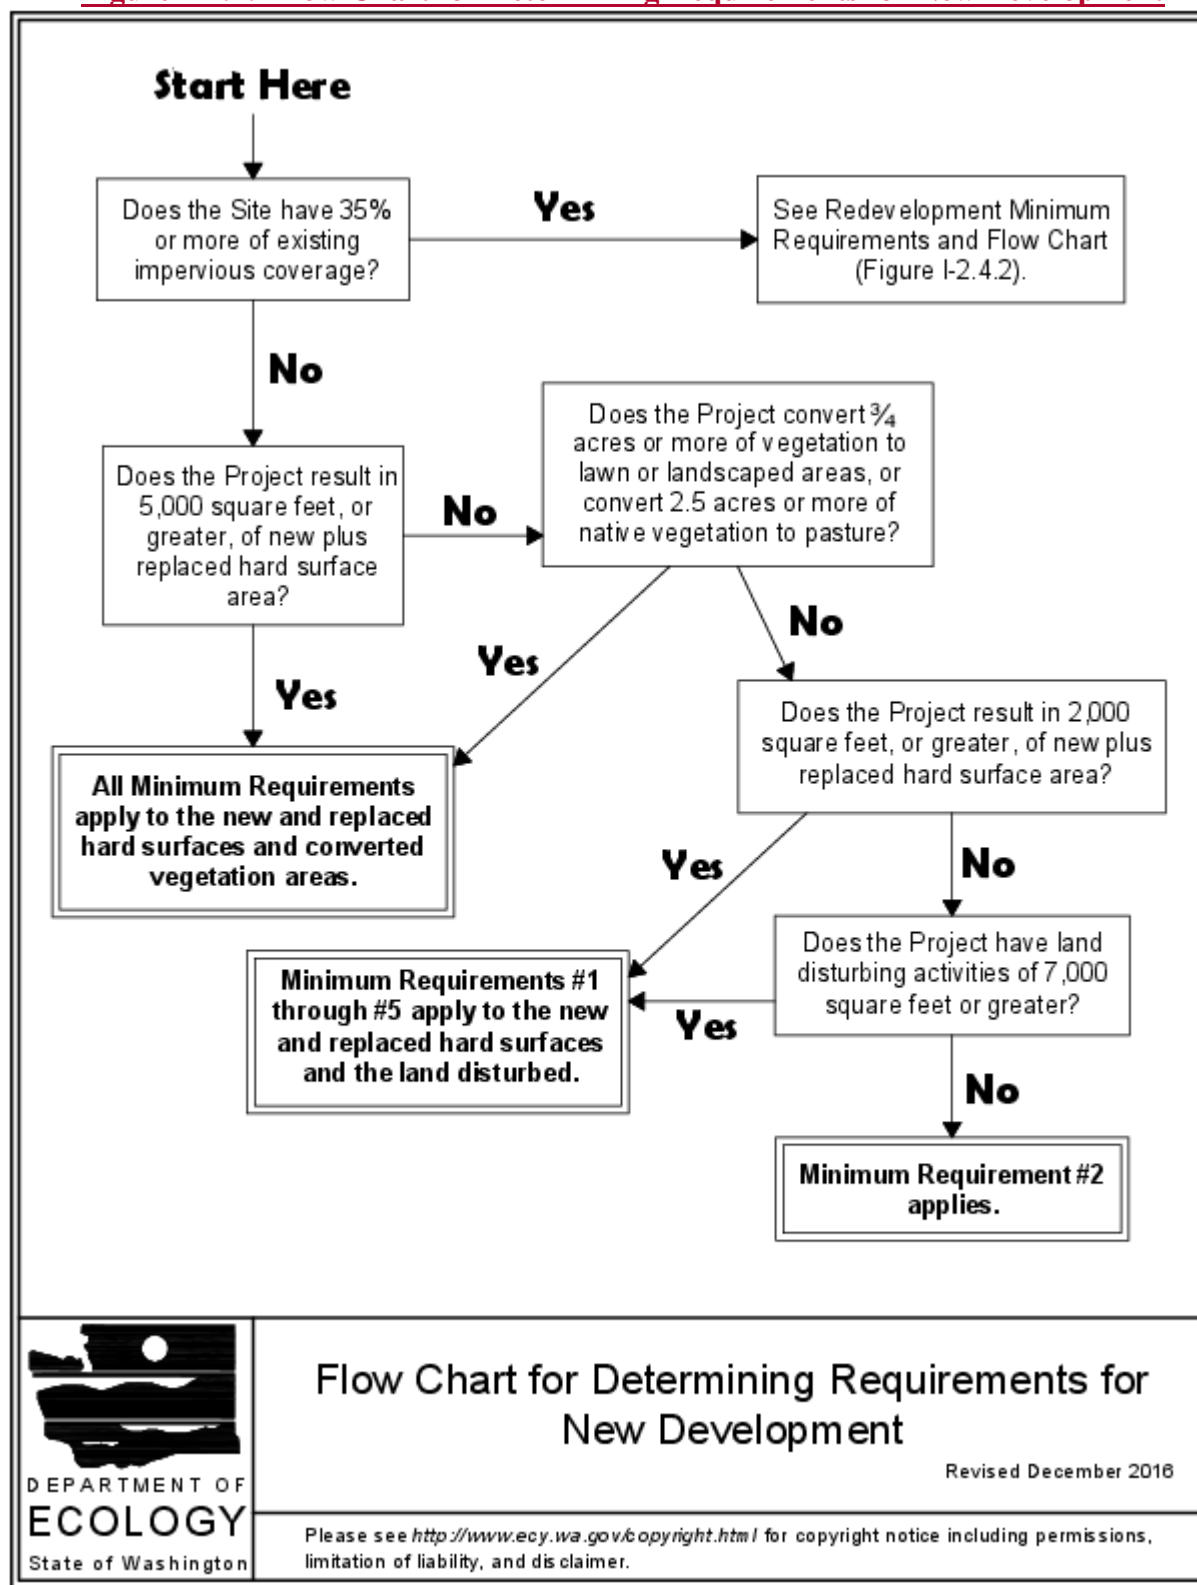 Start Here
Does the Site have 35%
or more of existing
impervious coverage?
Yes
See Redevelopment Minimum
Requirements and Flow Chart
(Figure I-2.4.2).
No
Does the Project result in
5,000 square feet, or
greater, of new plus
replaced hard surface
area?
No
Does the Project convert ¾
acres or more of vegetation to
lawn or landscaped areas, or
convert 2.5 acres or more of
native vegetation to pasture?
Yes
Yes
No
All Minimum Requirements
apply to the new and replaced
hard surfaces and converted
vegetation areas.
Does the Project result in 2,000
square feet, or greater, of new plus
replaced hard surface area?
Yes
No
Minimum Requirements #1
through #5 apply to the new
and replaced hard surfaces
and the land disturbed.
Does the Project have land
disturbing activities of 7,000
square feet or greater?
Yes
No
Minimum Requirement #2
applies.
DEPARTMENT OF
ECOLOGY
State of Washington
Flow Chart for Determining Requirements for
New Development
Revised December 2016
Please see http://www.ecy.wa.gov/copyright.html for copyright notice including permissions,
limitation of liability, and disclaimer.